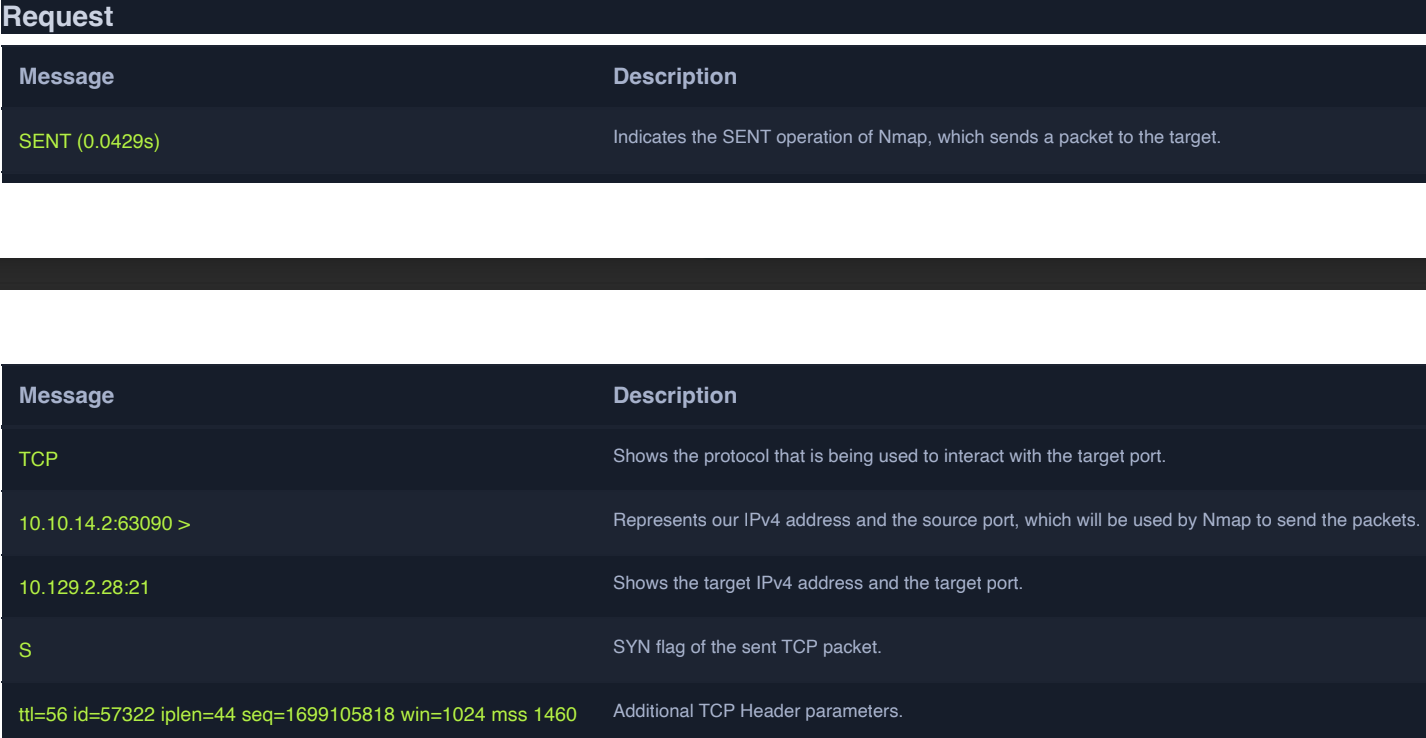 Request
Message Description
SENT (0.0429s) Indicates the SENT operation of Nmap, which sends a packet to the target.
Message Description
TCP Shows the protocol that is being used to interact with the target port.
10.10.14.2:63090 > Represents our IPv4 address and the source port, which will be used by Nmap to send the packets.
10.129.2.28:21 Shows the target IPv4 address and the target port.
S SYN flag of the sent TCP packet.
ttl=56 id=57322 iplen=44 seq=1699105818 win=1024 mss 1460 Additional TCP Header parameters.